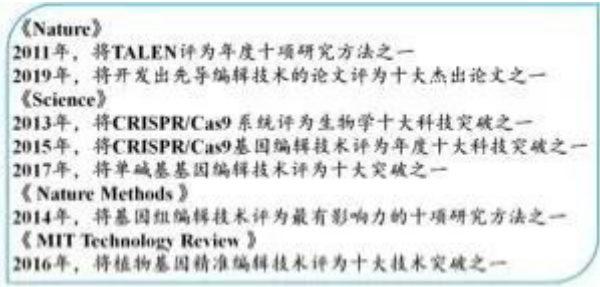 《Nature》
2011年，将TALEN评为年度十项研究方法之一
2019年，将开发出先导编辑技术的论文评为十大杰出论文之一
《Science》
2013年，将CRISPR/Cas9 系统评为生物学十大科技突破之一
2015年，将CRISPR/Cas9基因编辑技术评为年度十大科技突破之一
2017年，将单碱基基因编辑技术评为十大突破之一
《 Nature Methods 》
2014年，将基因组编辑技术评为最有影响力的十项研究方法之一
《 MIT Technology Review 》
2016年，将植物基因精准编辑技术评为十大技术突破之一